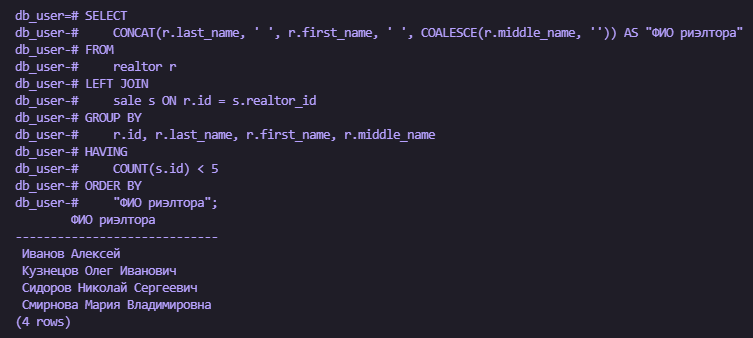 db_user=# SELECT
db_user-#     CONCAT(r.last_name, ' ', r.first_name, ' ', COALESCE(r.middle_name, '')) AS "ФИО риэлтора"
db_user-# FROM
db_user-#     realtor r
db_user-# LEFT JOIN
db_user-#     sale s ON r.id = s.realtor_id
db_user-# GROUP BY
db_user-#     r.id, r.last_name, r.first_name, r.middle_name
db_user-# HAVING
db_user-#     COUNT(s.id) < 5
db_user-# ORDER BY
db_user-#     "ФИО риэлтора";
        ФИО риэлтора
-----------------------------
 Иванов Алексей
 Кузнецов Олег Иванович
 Сидоров Николай Сергеевич
 Смирнова Мария Владимировна
(4 rows)